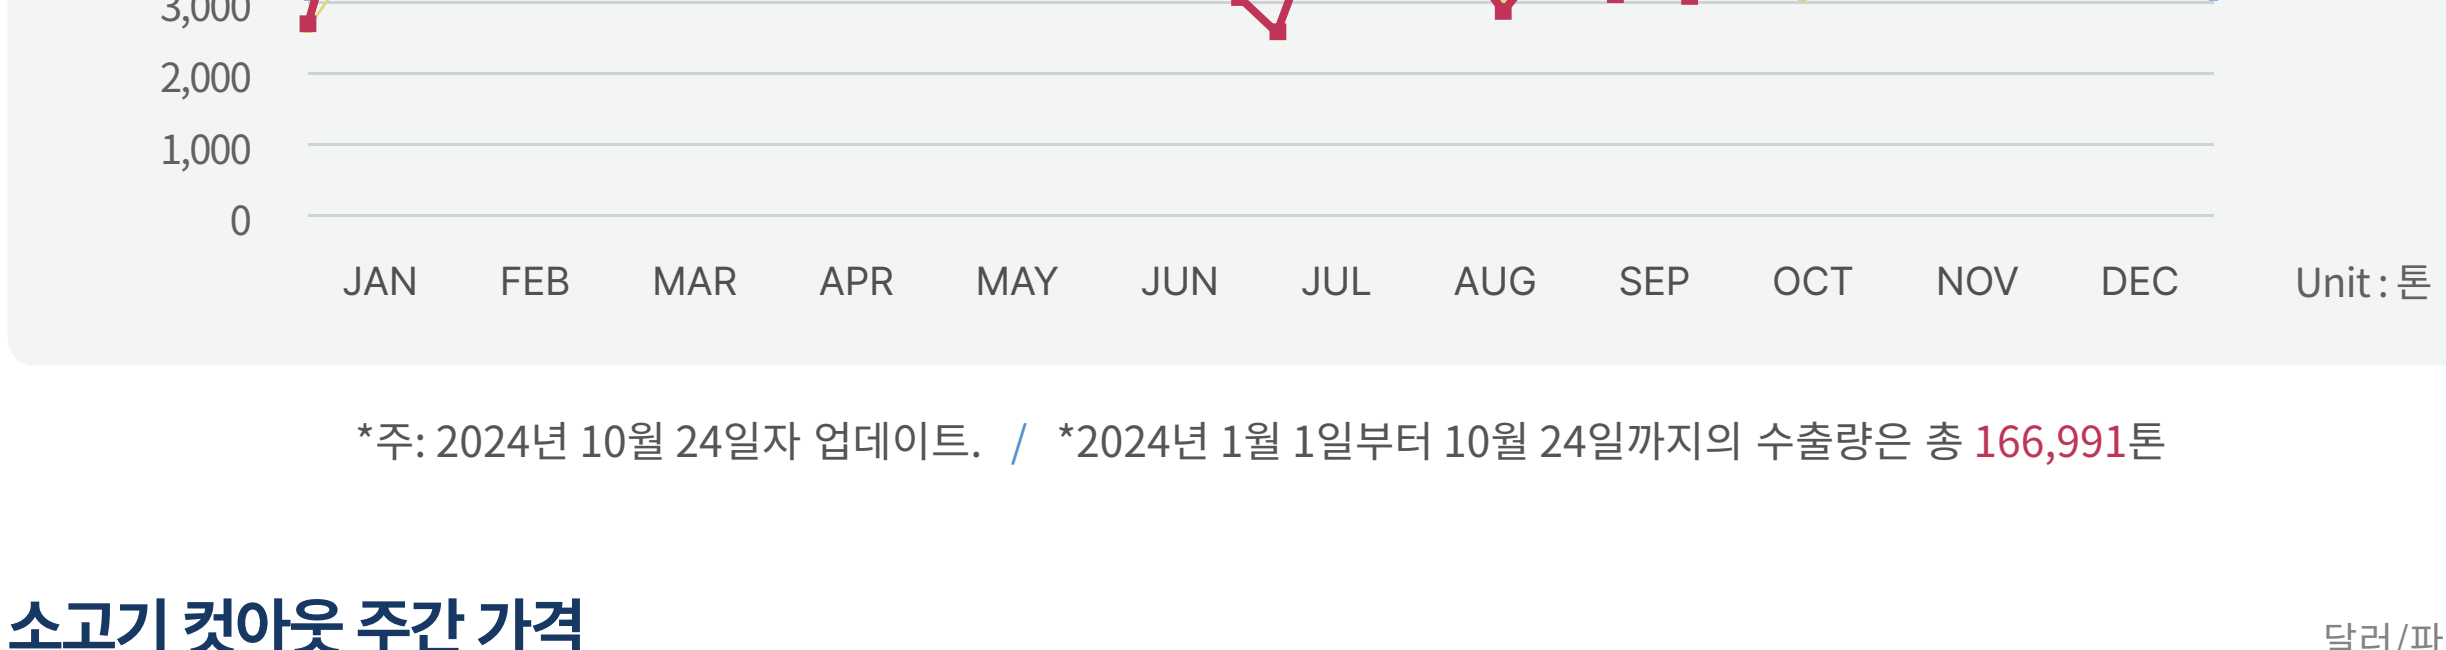 3,000
2,000
1,000
0
JAN FEB MAR APR MAY JUN JUL AUG SEP OCT NOV DEC Unit : 톤
*주: 2024년 10월 24일자 업데이트. / *2024년 1월 1일부터 10월 24일까지의 수출량은 총 166,991톤
소고기 컷아웃 주간 가격
달러/파